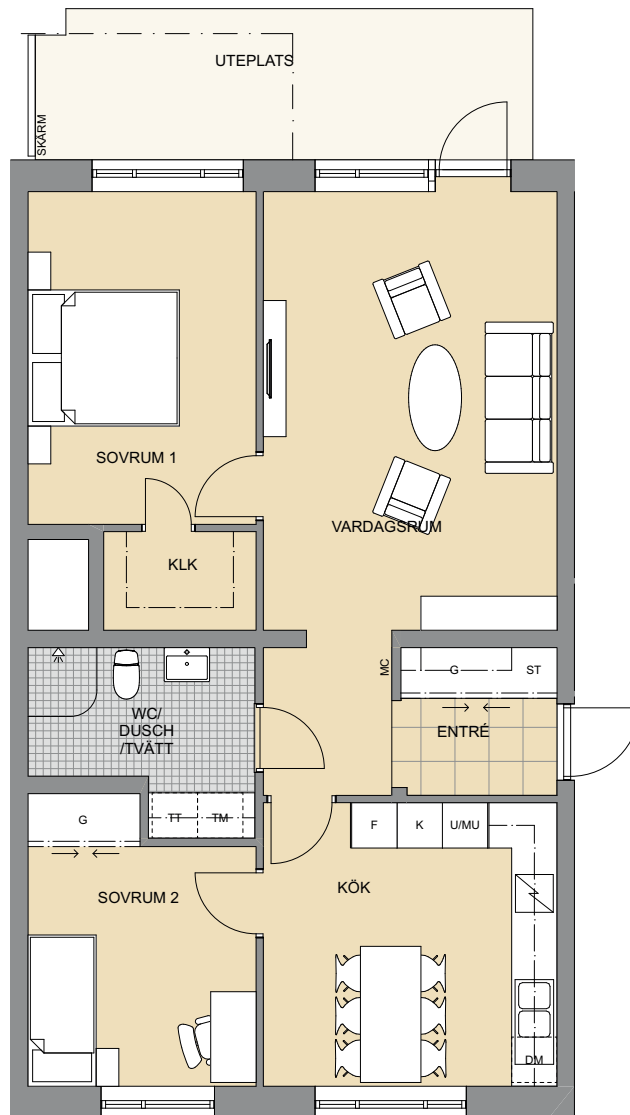 UTEPLATS
SKÄRM
SOVRUM 1
VARDAGSRUM
KLK
MC
G
ST
WC/
DUSCH
/TVÄTT
ENTRÉ
G
TT
TM
F
K
U/MU
SOVRUM 2
KÖK
DM